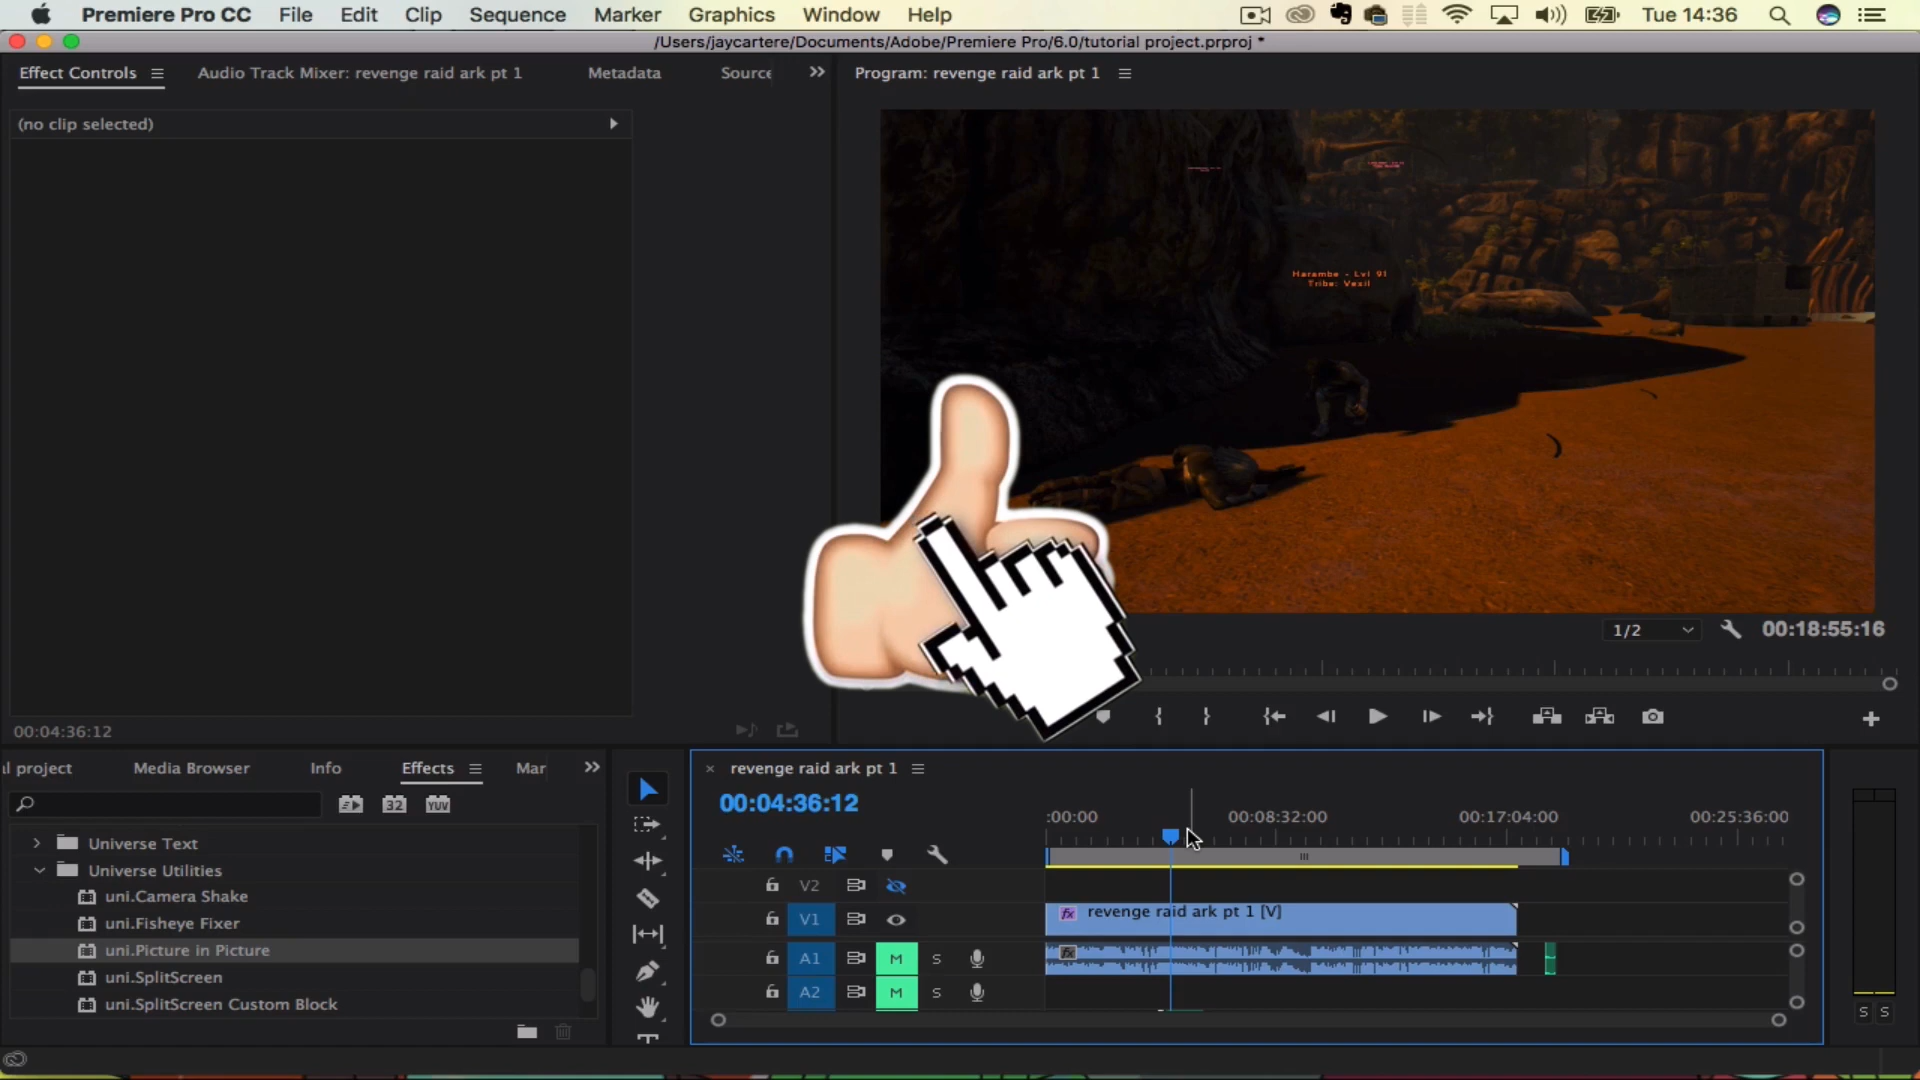 Premiere Pro CC File Edit Clip Sequence Marker Graphics Window Help Tue 14:36
/Users/jaycartere/Documents/Adobe/Premiere Pro/6.0/tutorial project.prproj *
Effect Controls Audio Track Mixer: revenge raid ark pt 1 Metadata Source Program: revenge raid ark pt 1
(no clip selected)
Harambe - Lvl 91
Tribe: Vexil
1/2 00:18:55:16
00:04:36:12
al project Media Browser Info Effects Mar
32 YUV
Universe Text
Universe Utilities
uni.Camera Shake
uni.Fisheye Fixer
uni.Picture in Picture
uni.SplitScreen
uni.SplitScreen Custom Block
revenge raid ark pt 1
00:04:36:12
:00:00 00:08:32:00 00:17:04:00 00:25:36:00
V2
V1 fx revenge raid ark pt 1 [V]
A1 M S fx
A2 M S
S S